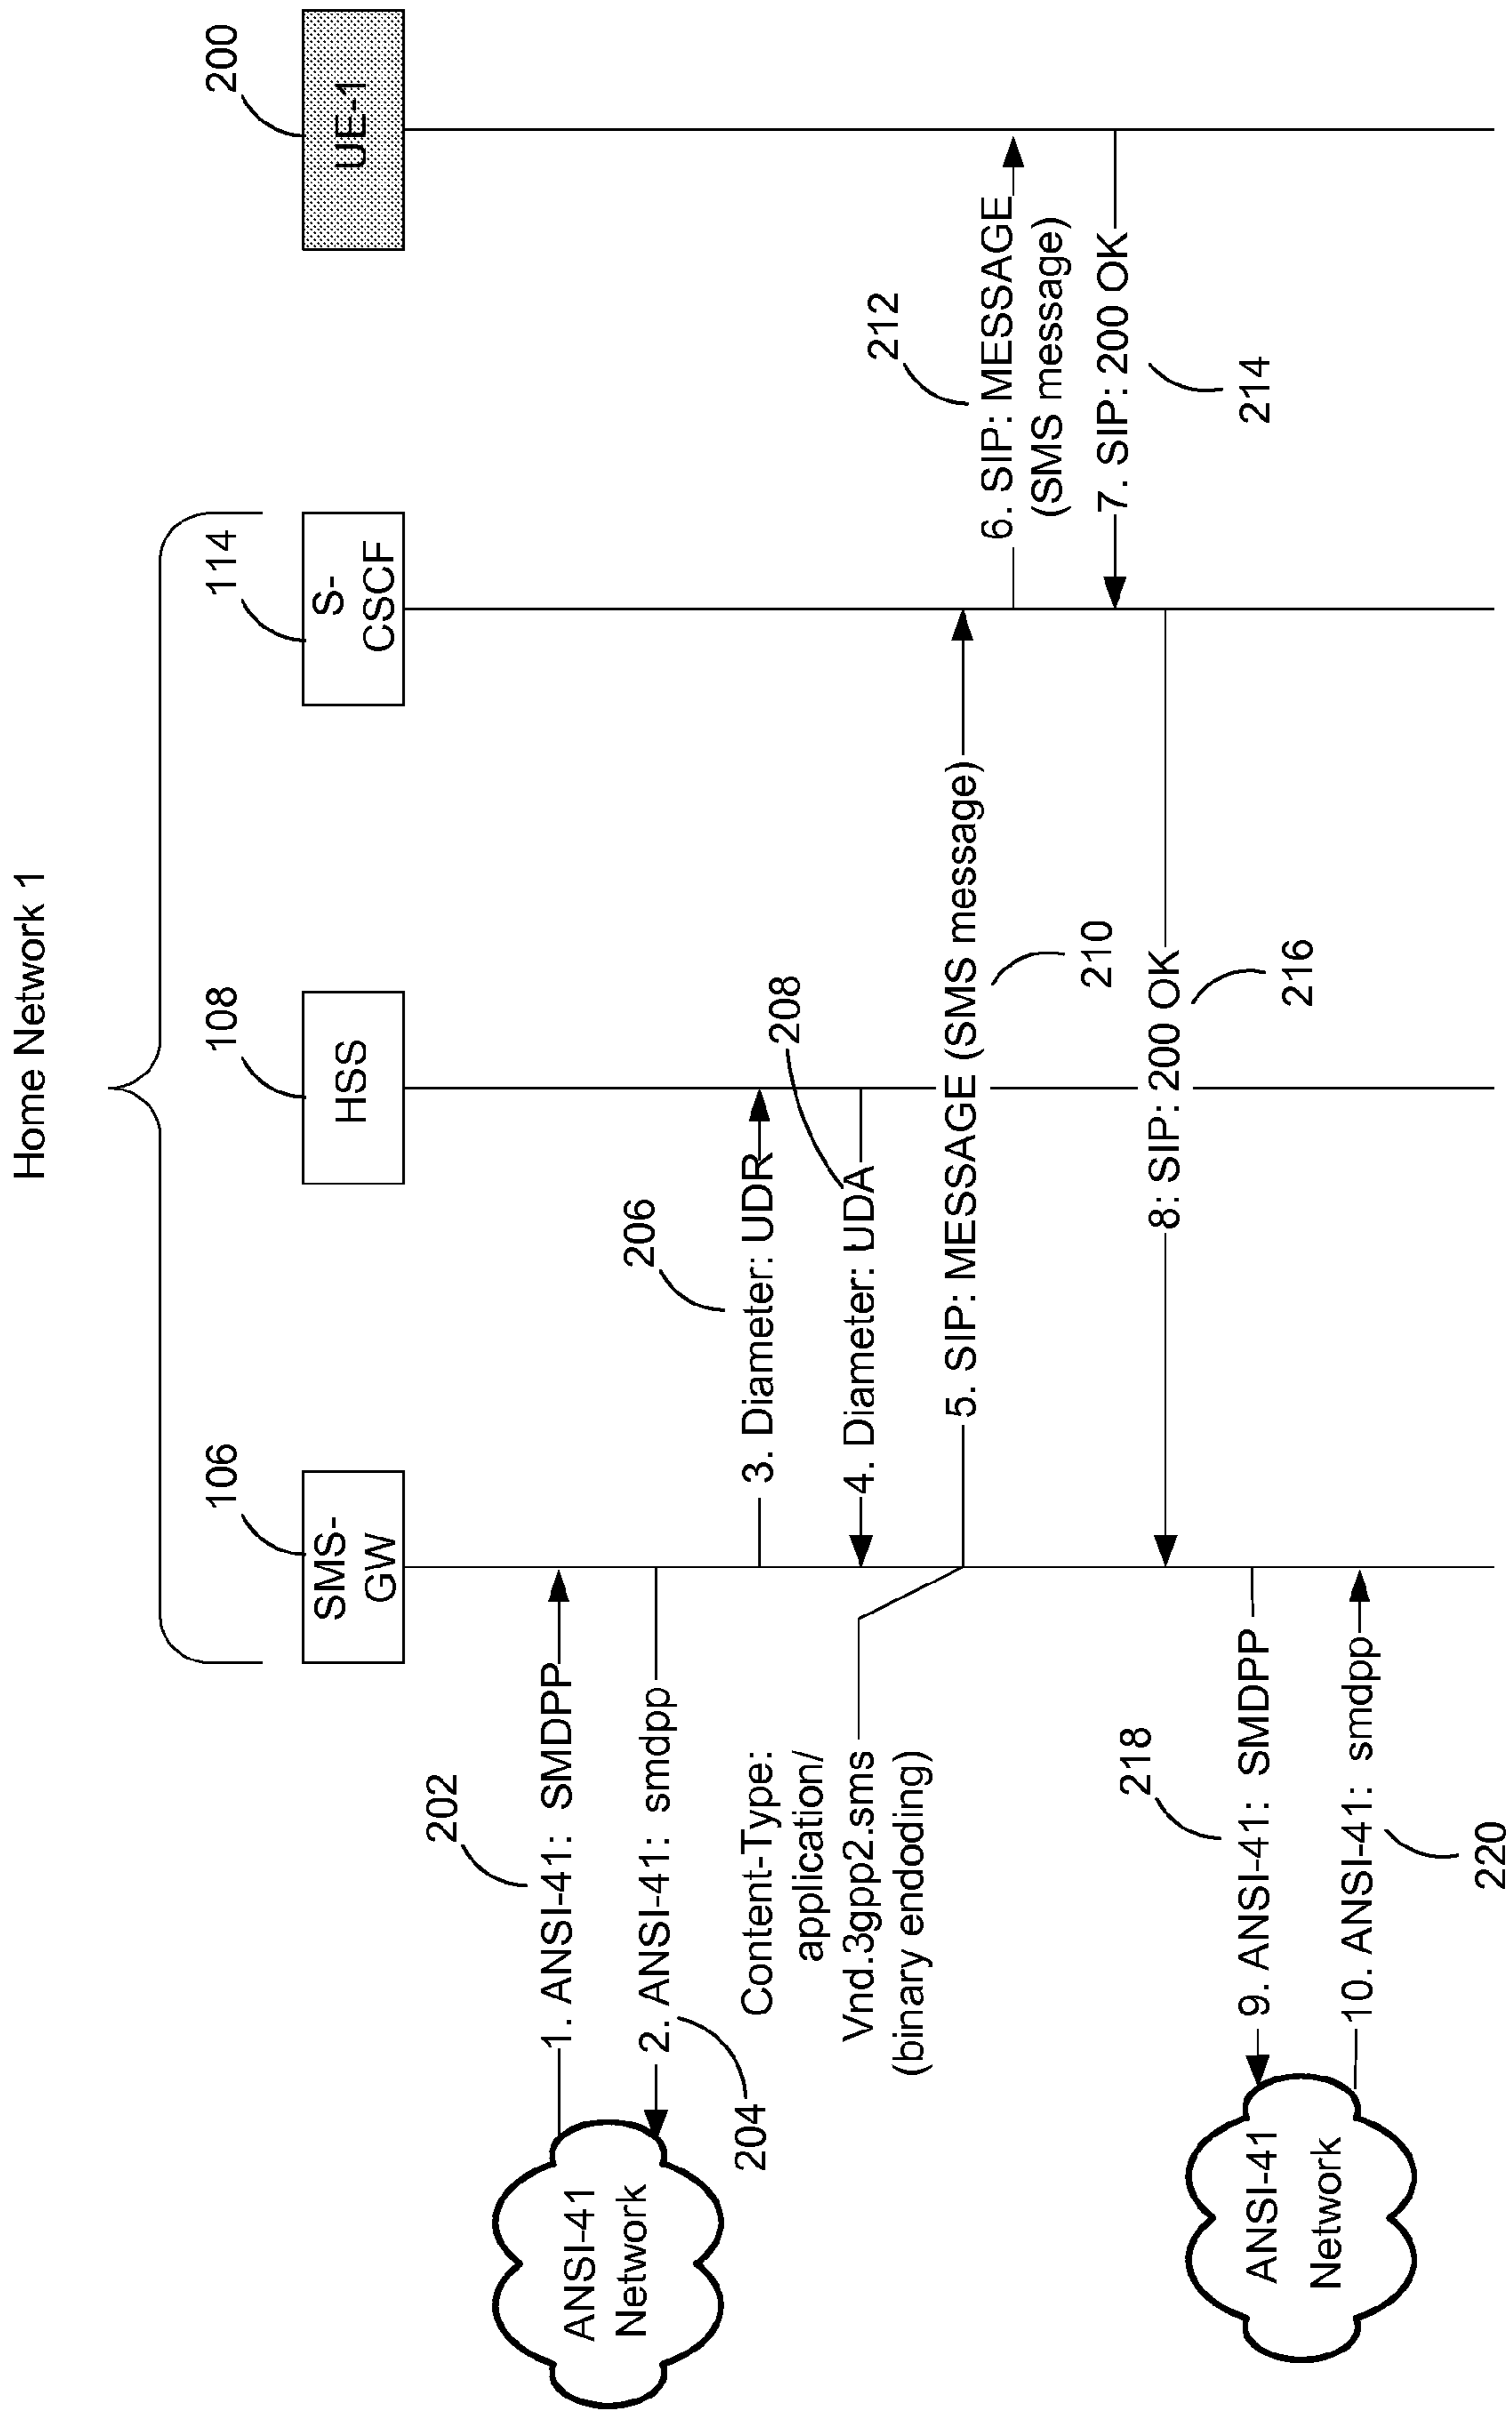 Home Network 1
106
108
114
200
SMS-
GW
HSS
S-
CSCF
UE-1
202
1. ANSI-41: SMDPP
ANSI-41
Network
2. ANSI-41: smdpp
204
206
3. Diameter: UDR
208
4. Diameter: UDA
Content-Type:
application/
Vnd.3gpp2.sms
(binary endoding)
5. SIP: MESSAGE (SMS message)
210
212
6. SIP: MESSAGE
(SMS message)
7. SIP: 200 OK
214
8: SIP: 200 OK
216
218
9. ANSI-41: SMDPP
ANSI-41
Network
10. ANSI-41: smdpp
220